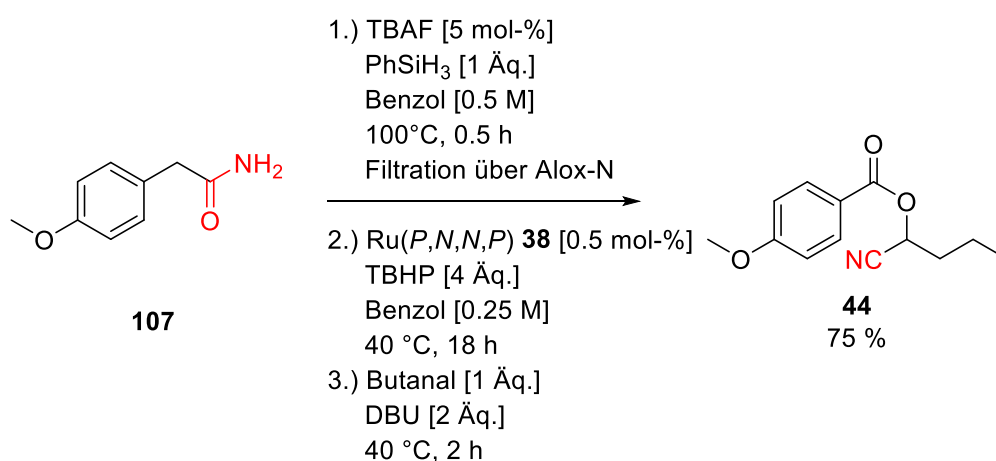 1.) TBAF [5 mol-%]
PhSiH3 [1 Äq.]
Benzol [0.5 M]
100°C, 0.5 h
Filtration über Alox-N
NH2
O
O
107
2.) Ru(P,N,N,P) 38 [0.5 mol-%]
TBHP [4 Äq.]
Benzol [0.25 M]
40 °C, 18 h
3.) Butanal [1 Äq.]
DBU [2 Äq.]
40 °C, 2 h
O
O
O
NC
44
75 %